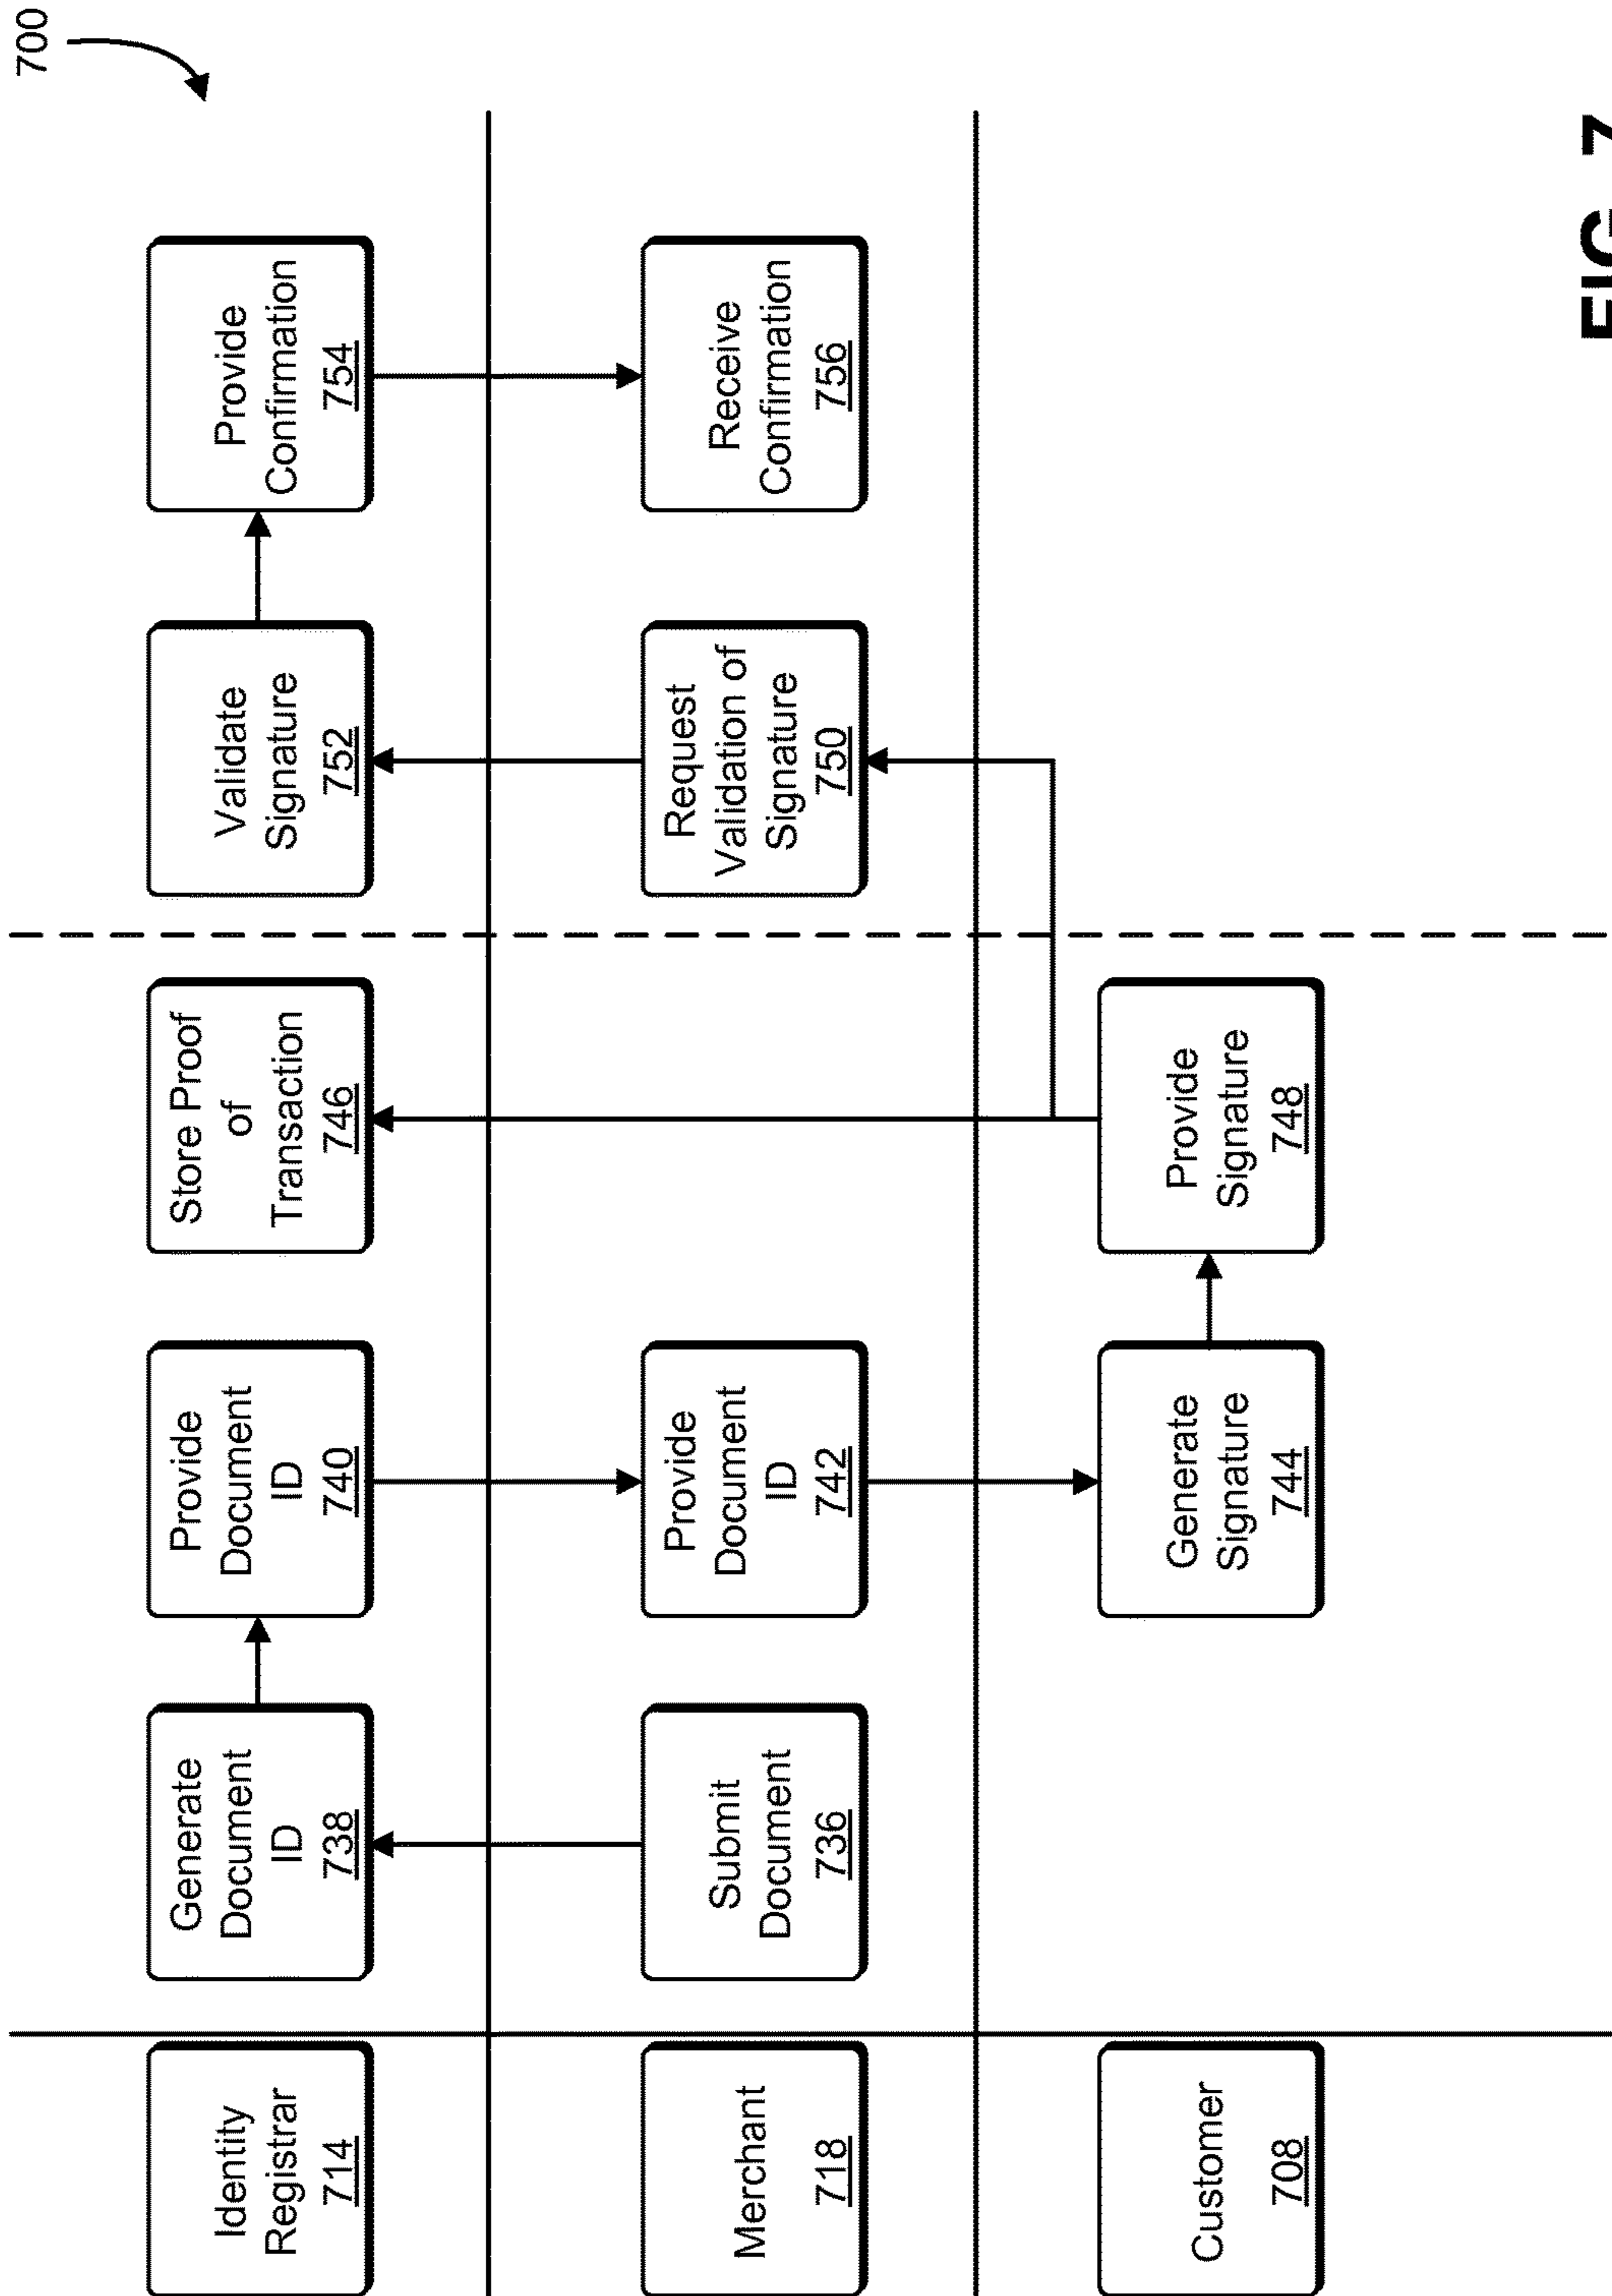 700
Identity
Registrar
714
Generate
Document
ID
738
Provide
Document
ID
740
Store Proof
of
Transaction
746
Validate
Signature
752
Provide
Confirmation
754
Merchant
718
Submit
Document
736
Provide
Document
ID
742
Request
Validation of
Signature
750
Receive
Confirmation
756
Customer
708
Generate
Signature
744
Provide
Signature
748
FIG. 7